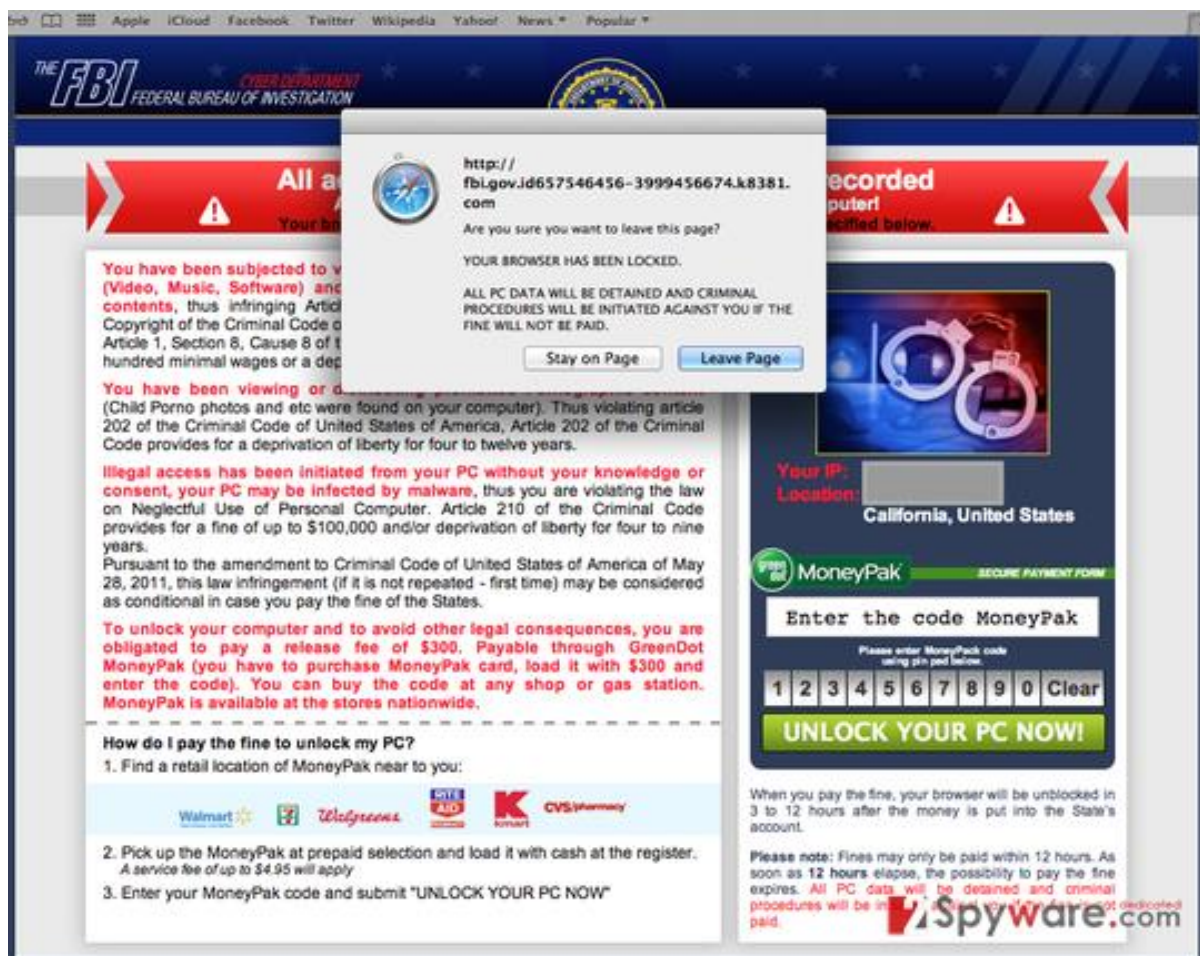 Apple iCloud Facebook Twitter Wikipedia Yahoo! News Popular
THE FBI CYBER DEPARTMENT
FEDERAL BUREAU OF INVESTIGATION
http://
fbi.gov.id657546456-3999456674.k8381.
com
Are you sure you want to leave this page?
YOUR BROWSER HAS BEEN LOCKED.
ALL PC DATA WILL BE DETAINED AND CRIMINAL
PROCEDURES WILL BE INITIATED AGAINST YOU IF THE
FINE WILL NOT BE PAID.
Stay on Page Leave Page
All
recorded
Your
specified below.
You have been subjected to
(Video, Music, Software) and
contents, thus infringing
Copyright of the Criminal Code
Article 1, Section 8, Cause 8 of
hundred minimal wages or a
You have been viewing or
(Child Porno photos and etc were found on your computer). Thus violating article
202 of the Criminal Code of United States of America, Article 202 of the Criminal
Code provides for a deprivation of liberty for four to twelve years.
Illegal access has been initiated from your PC without your knowledge or
consent, your PC may be infected by malware, thus you are violating the law
on Neglectful Use of Personal Computer. Article 210 of the Criminal Code
provides for a fine of up to $100,000 and/or deprivation of liberty for four to nine
years.
Pursuant to the amendment to Criminal Code of United States of America of May
28, 2011, this law infringement (if it is not repeated - first time) may be considered
as conditional in case you pay the fine of the States.
To unlock your computer and to avoid other legal consequences, you are
obligated to pay a release fee of $300. Payable through GreenDot
MoneyPak (you have to purchase MoneyPak card, load it with $300 and
enter the code). You can buy the code at any shop or gas station.
MoneyPak is available at the stores nationwide.
How do I pay the fine to unlock my PC?
1. Find a retail location of MoneyPak near to you:
Walmart Walgreens RITE AID kmart CVS/pharmacy
2. Pick up the MoneyPak at prepaid selection and load it with cash at the register.
A service fee of up to $4.95 will apply
3. Enter your MoneyPak code and submit "UNLOCK YOUR PC NOW"
Your IP:
Location:
California, United States
green dot MoneyPak SECURE PAYMENT FORM
Enter the code MoneyPak
Please enter MoneyPack code
using pin pad below.
1 2 3 4 5 6 7 8 9 0 Clear
UNLOCK YOUR PC NOW!
When you pay the fine, your browser will be unblocked in
3 to 12 hours after the money is put into the State's
account.
Please note: Fines may only be paid within 12 hours. As
soon as 12 hours elapse, the possibility to pay the fine
expires. All PC data will be detained and criminal
procedures will be
not
paid.
2Spyware.com
dedicated